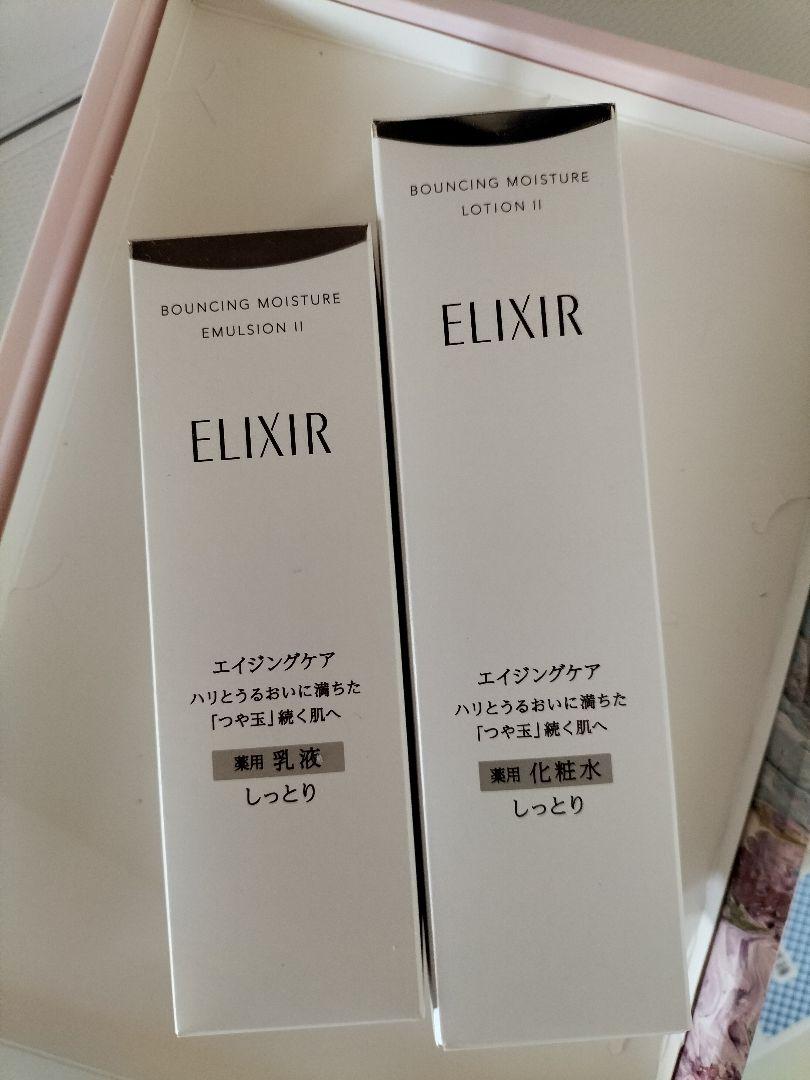 BOUNCING MOISTURE
EMULSION II
ELIXIR
エイジングケア
ハリとうるおいに満ちた
「つや玉」続く肌へ
薬用 乳液
しっとり
BOUNCING MOISTURE
LOTION II
ELIXIR
エイジングケア
ハリとうるおいに満ちた
「つや玉」続く肌へ
薬用 化粧水
しっとり